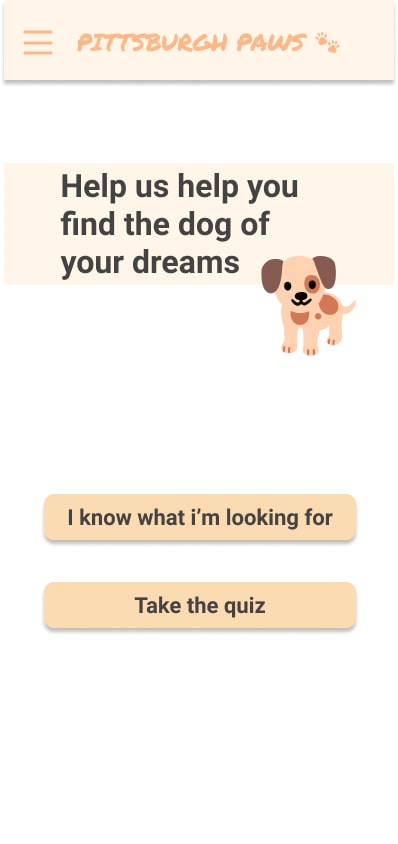 PITTSBURGH PAWS
Help us help you
find the dog of
your dreams
I know what i’m looking for
Take the quiz